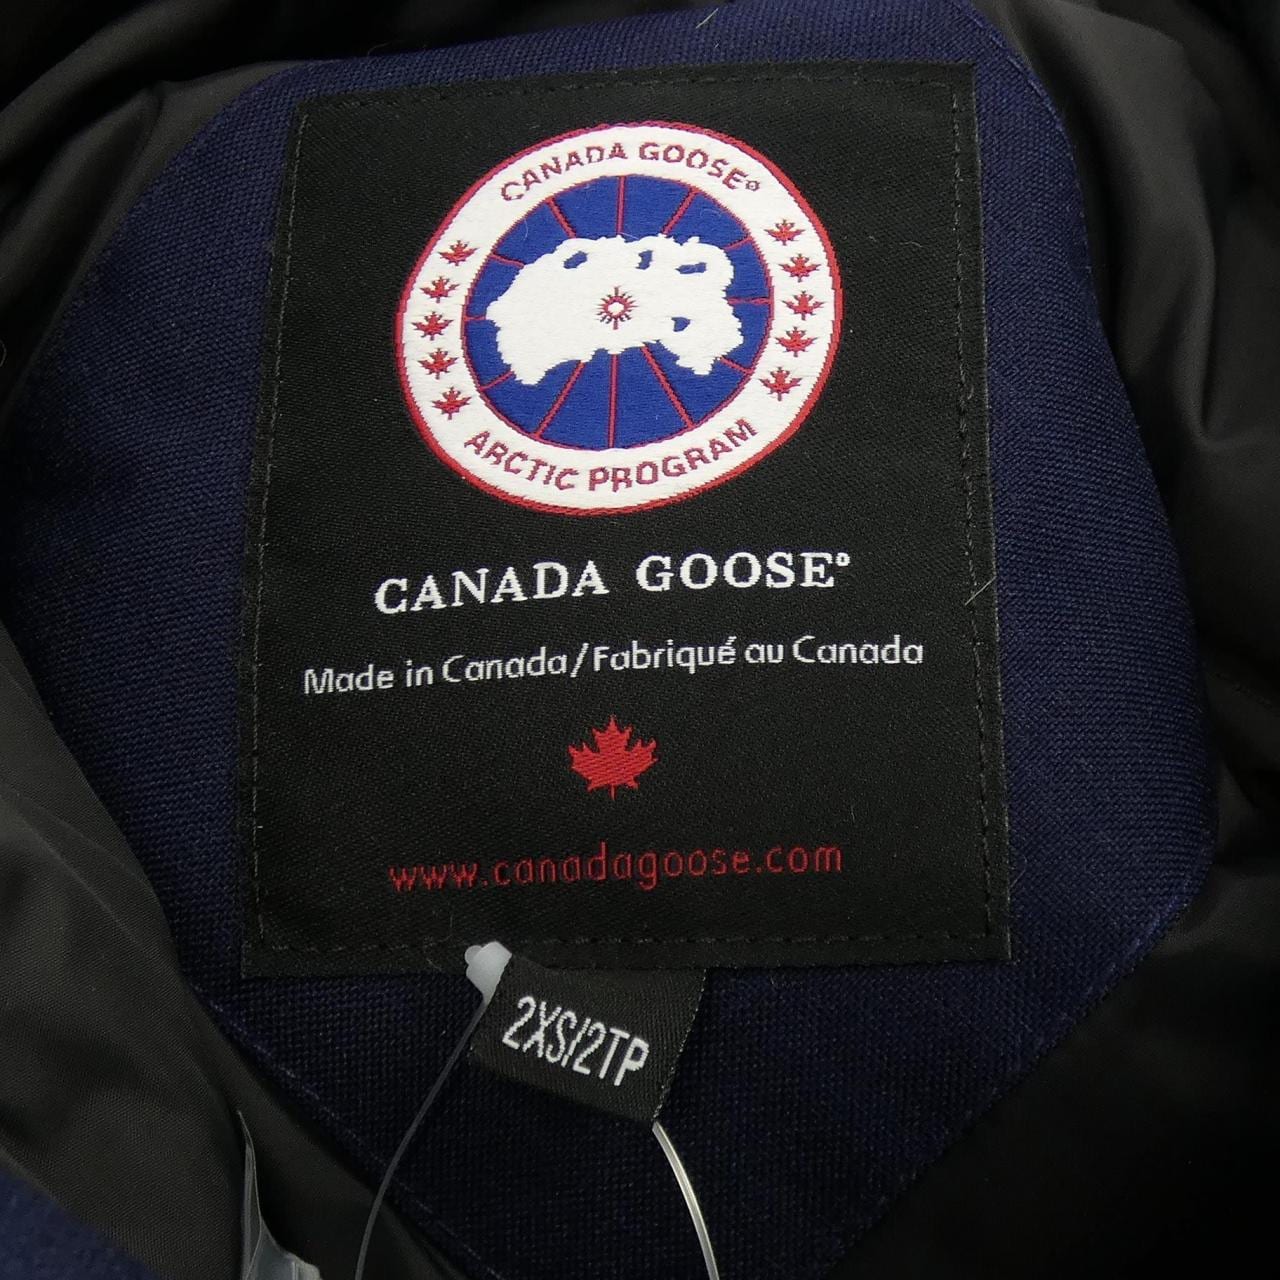 CANADA GOOSE®
ARCTIC PROGRAM
CANADA GOOSE®
Made in Canada/Fabriqué au Canada
www.canadagoose.com
2XS/2TP